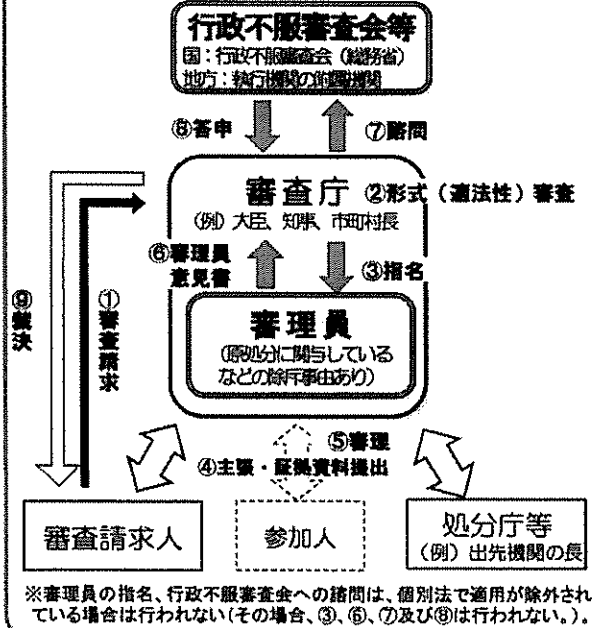 行政不服審査会等
国：行政不服審査会（総務省）
地方：執行機関の附属機関
⑧答申
⑦諮問
審査庁
②形式（適法性）審査
（例）大臣、知事、市町村長
⑥審理員
意見書
③指名
審理員
（原処分に関与している
などの除斥事由あり）
⑨裁決
①審査請求
⑤審理
④主張・証拠資料提出
審査請求人
参加人
処分庁等
（例）出先機関の長
※審理員の指名、行政不服審査会への諮問は、個別法で適用が除外され
ている場合は行われない（その場合、③、⑥、⑦及び⑧は行われない。）。